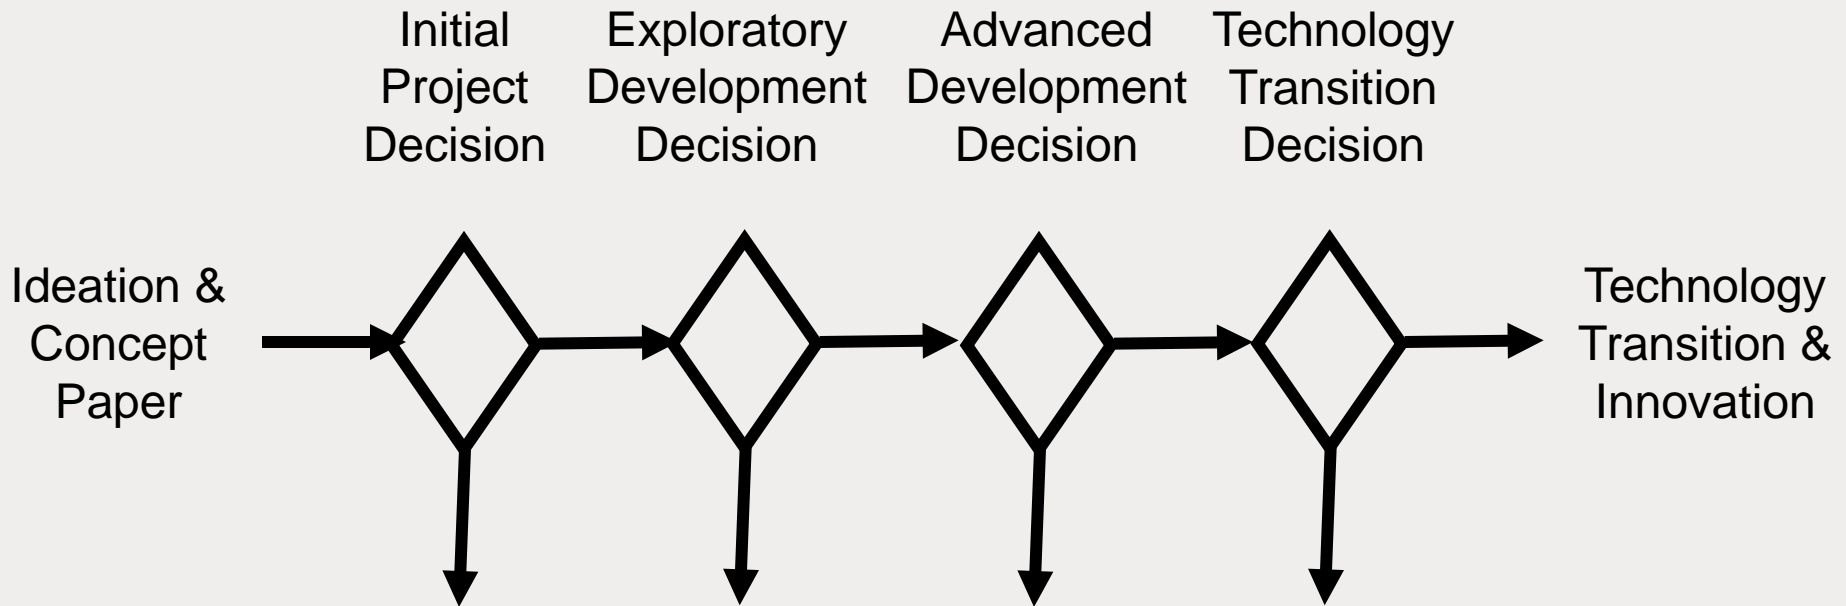 Initial
Project
Decision
Exploratory
Development
Decision
Advanced
Development
Decision
Technology
Transition
Decision
Ideation &
Concept
Paper
Technology
Transition &
Innovation